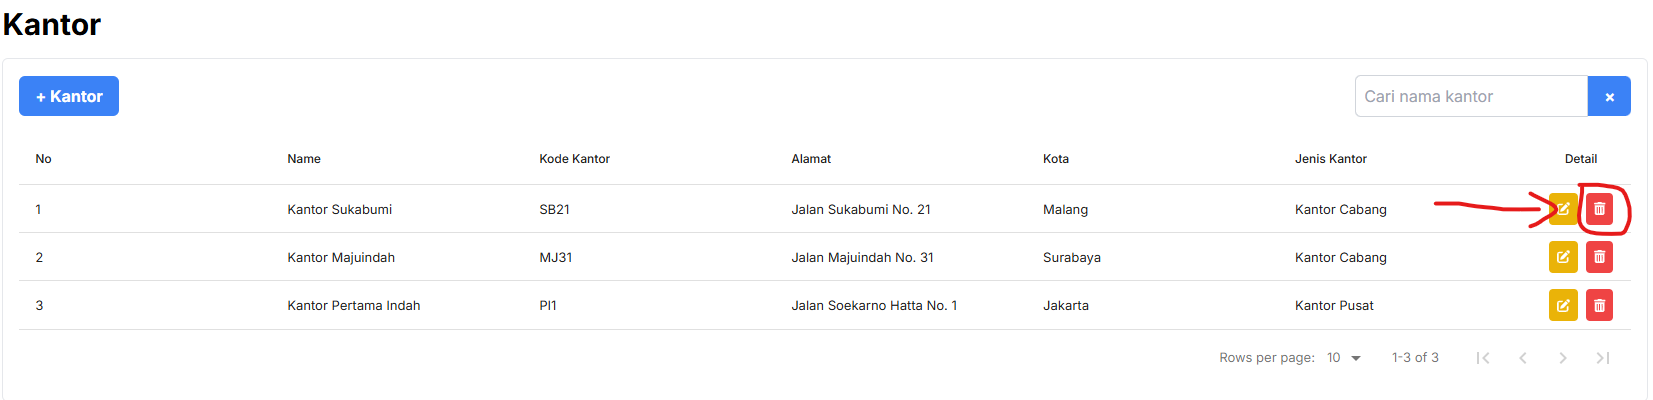 Kantor
+ Kantor
Cari nama kantor ×
No Name Kode Kantor Alamat Kota Jenis Kantor Detail
1 Kantor Sukabumi SB21 Jalan Sukabumi No. 21 Malang Kantor Cabang
2 Kantor Majuindah MJ31 Jalan Majuindah No. 31 Surabaya Kantor Cabang
3 Kantor Pertama Indah PI1 Jalan Soekarno Hatta No. 1 Jakarta Kantor Pusat
Rows per page: 10 1-3 of 3